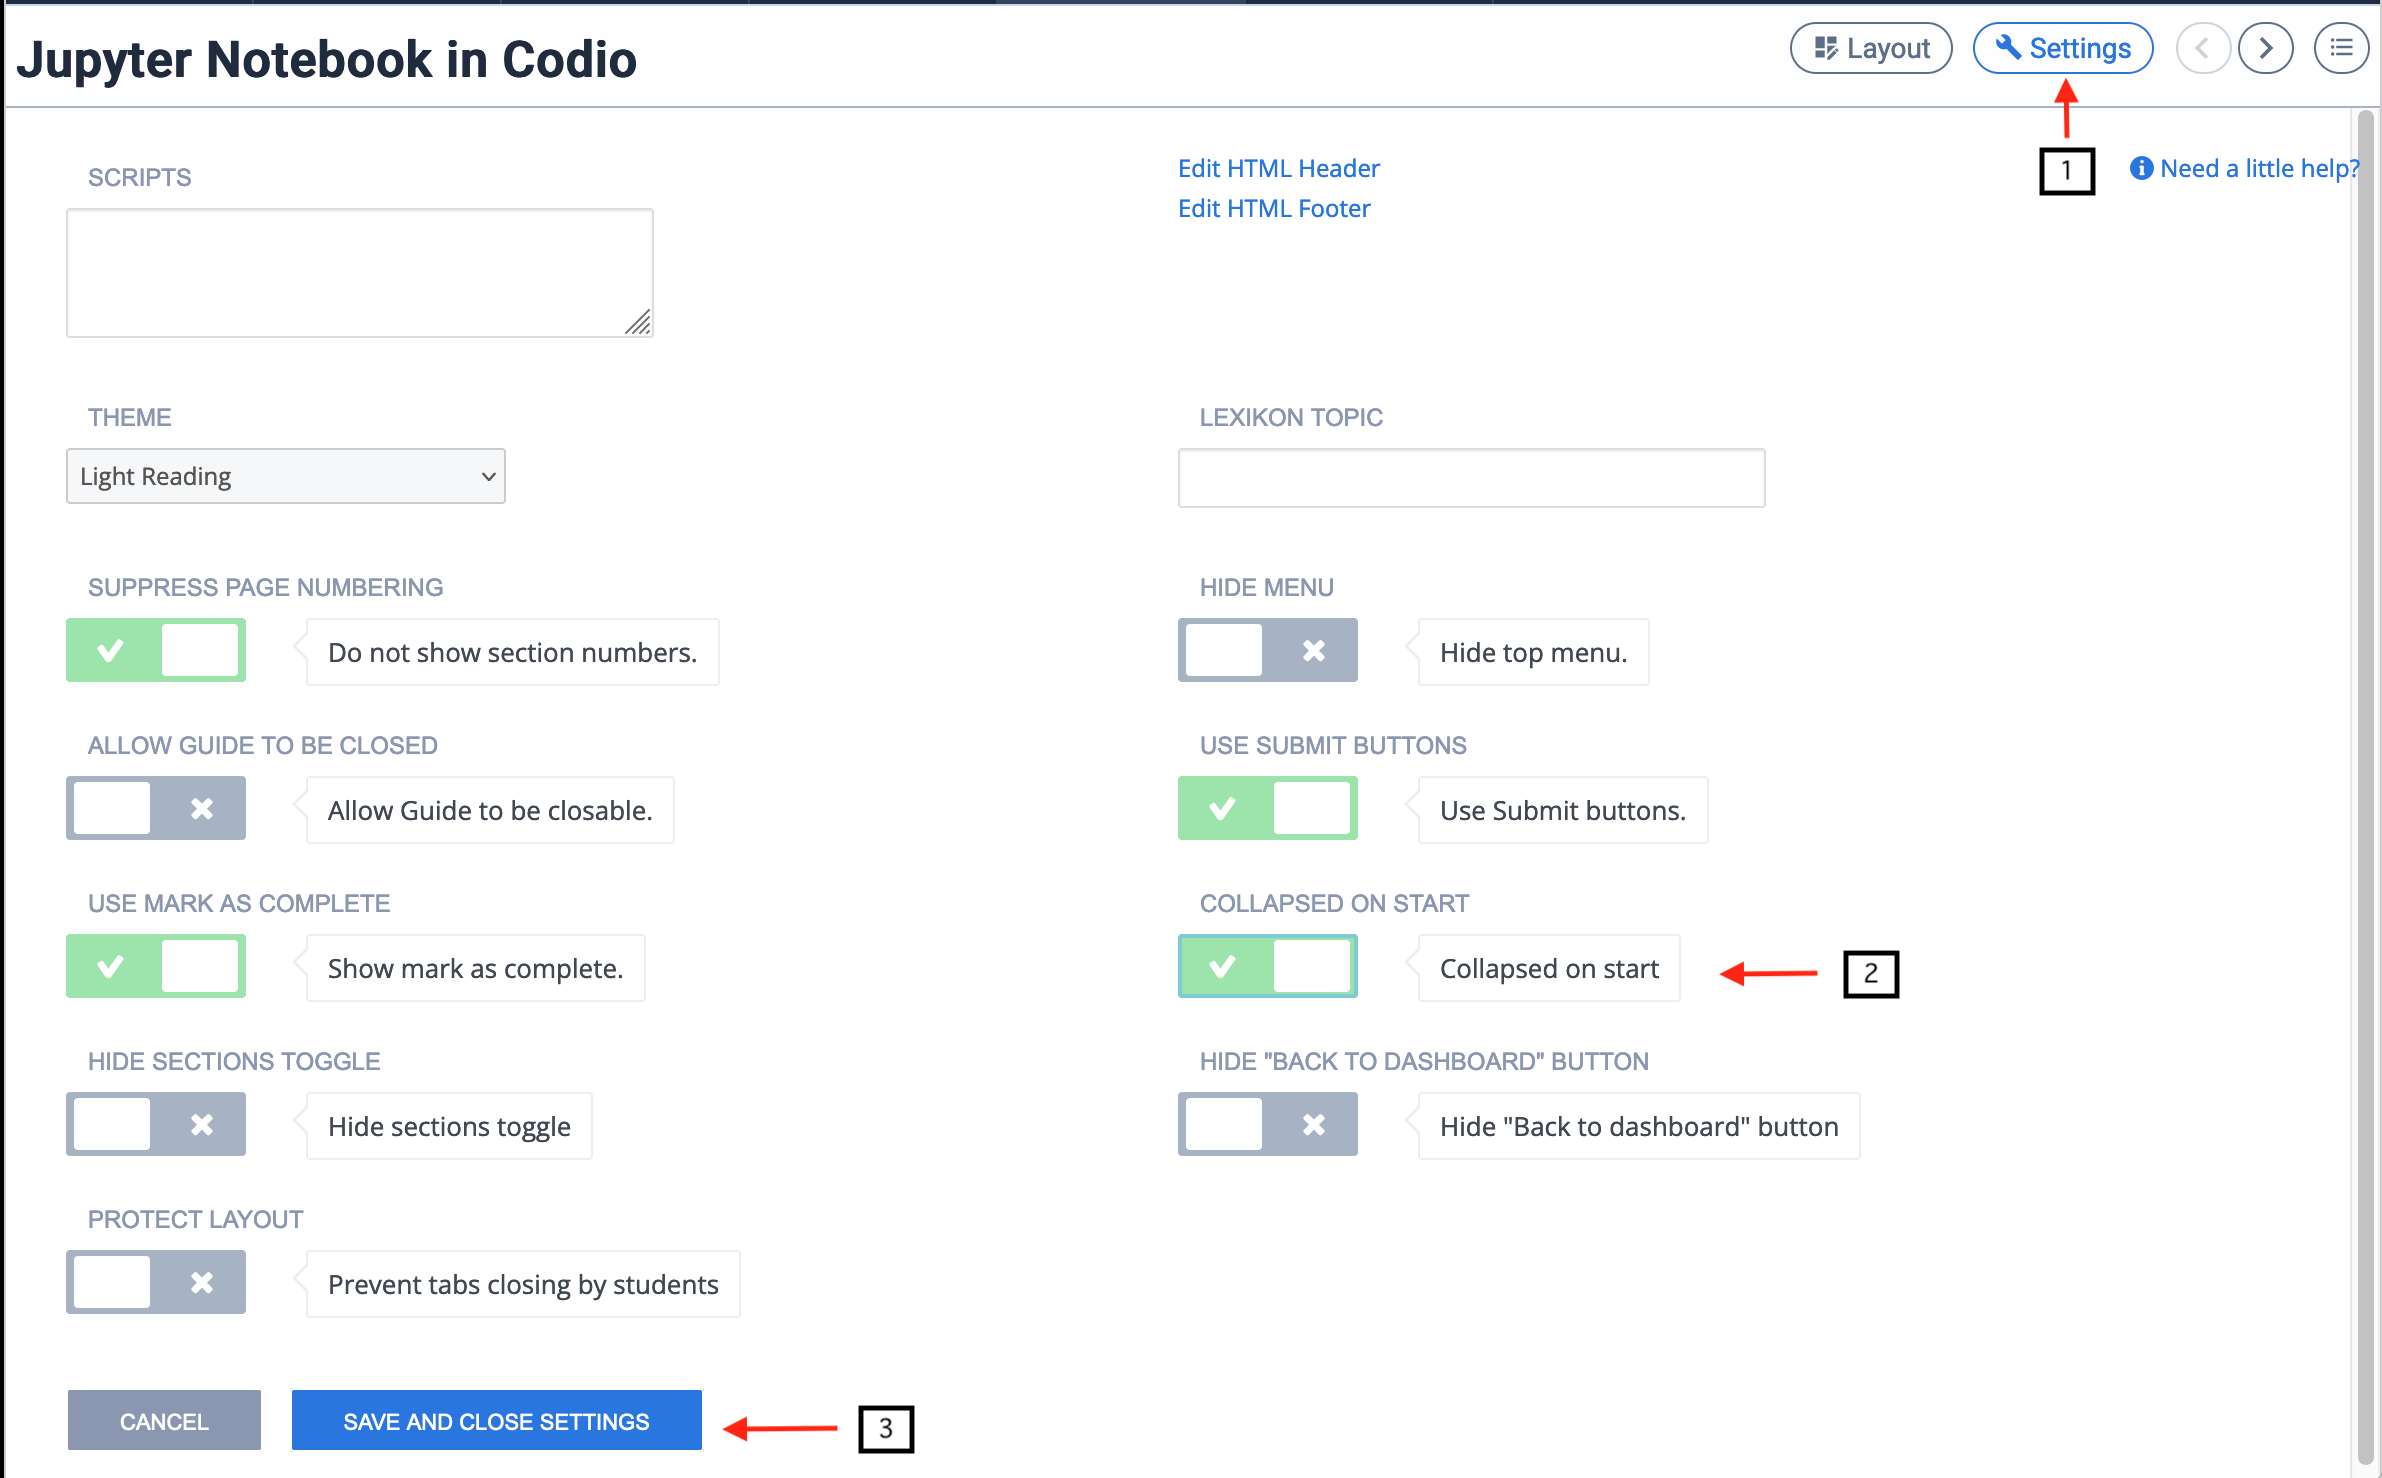 Jupyter Notebook in Codio
Layout
Settings
1
SCRIPTS
Edit HTML Header
Need a little help?
Edit HTML Footer
THEME
LEXIKON TOPIC
Light Reading
SUPPRESS PAGE NUMBERING
HIDE MENU
Do not show section numbers.
Hide top menu.
ALLOW GUIDE TO BE CLOSED
USE SUBMIT BUTTONS
Allow Guide to be closable.
Use Submit buttons.
USE MARK AS COMPLETE
COLLAPSED ON START
Show mark as complete.
Collapsed on start
2
HIDE SECTIONS TOGGLE
HIDE "BACK TO DASHBOARD" BUTTON
Hide sections toggle
Hide "Back to dashboard" button
PROTECT LAYOUT
Prevent tabs closing by students
CANCEL
SAVE AND CLOSE SETTINGS
3